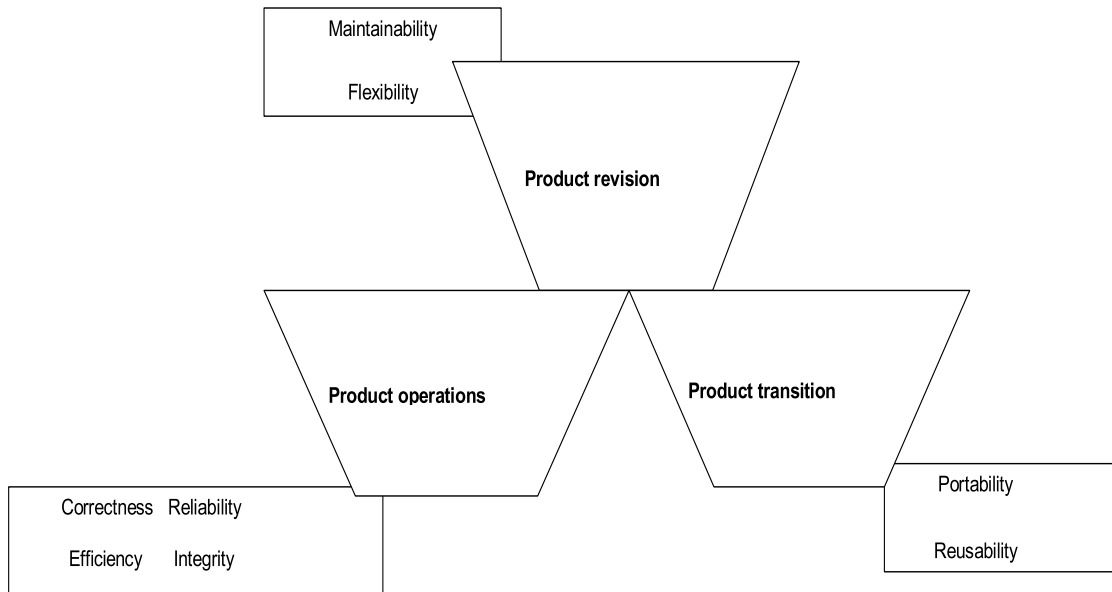 Maintainability
Flexibility
Product revision
Product operations
Product transition
Correctness Reliability
Efficiency Integrity
Portability
Reusability